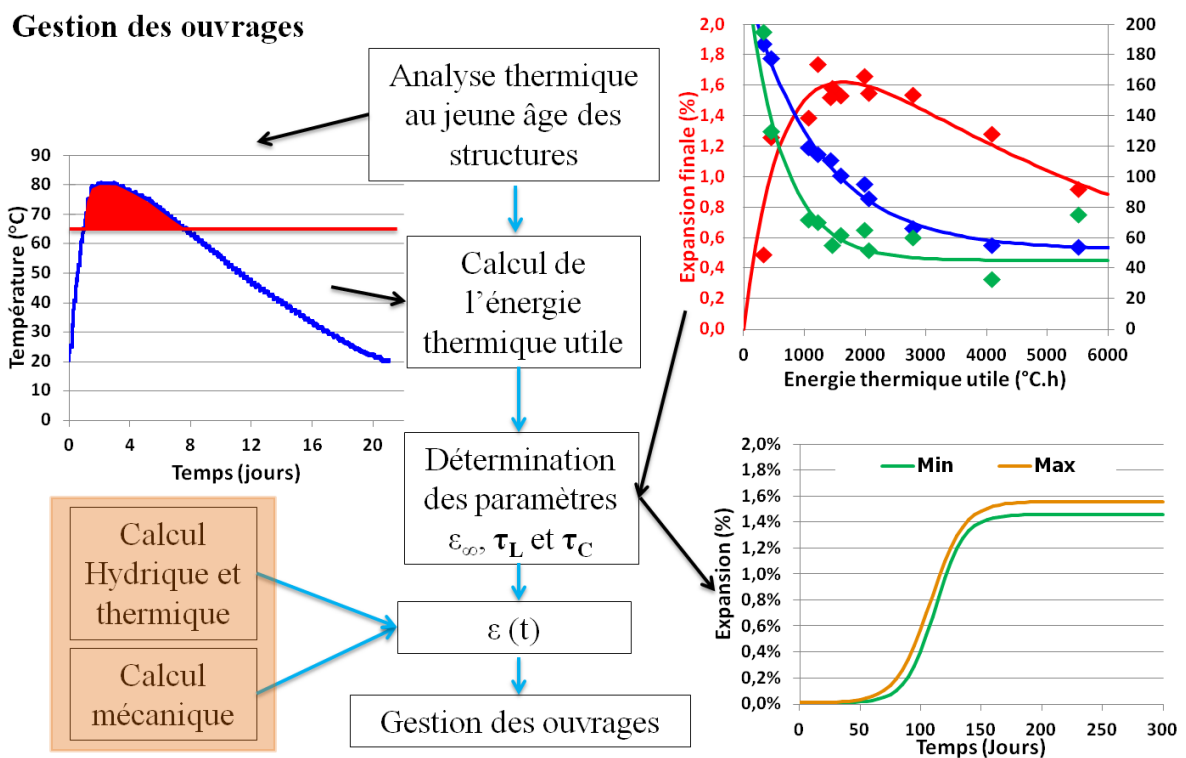 Gestion des ouvrages
Analyse thermique
au jeune âge des
structures
Calcul de
l'énergie
thermique utile
Détermination
des paramètres
ε∞, τL et τC
ε (t)
Gestion des ouvrages
Calcul
Hydrique et
thermique
Calcul
mécanique
Température (°C)
90
80
70
60
50
40
30
20
10
0
0 4 8 12 16 20
Temps (jours)
Expansion finale (%)
2,0
1,8
1,6
1,4
1,2
1,0
0,8
0,6
0,4
0,2
0,0
200
180
160
140
120
100
80
60
40
20
0
0 1000 2000 3000 4000 5000 6000
Energie thermique utile (°C.h)
Expansion (%)
2,0%
1,8%
1,6%
1,4%
1,2%
1,0%
0,8%
0,6%
0,4%
0,2%
0,0%
Min Max
0 50 100 150 200 250 300
Temps (Jours)